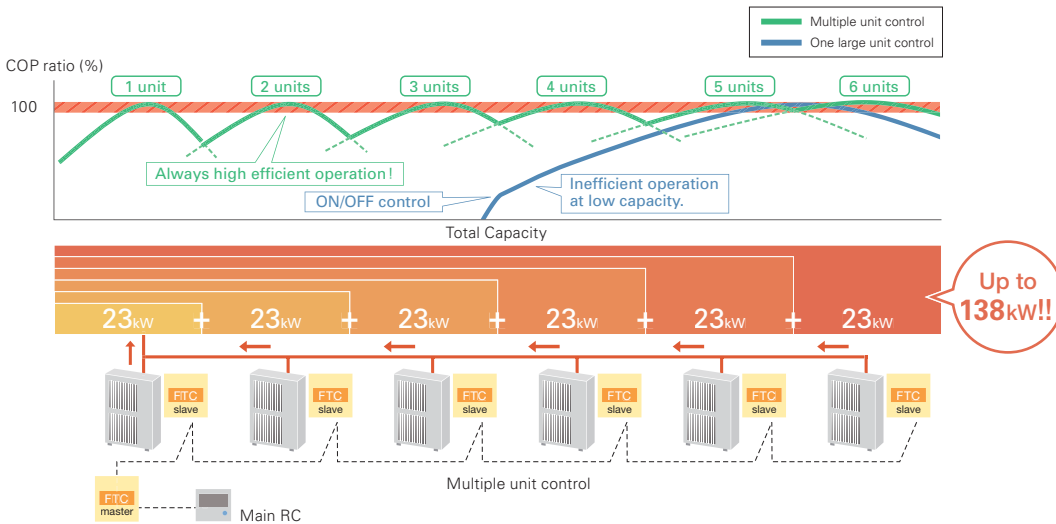 Multiple unit control
One large unit control
COP ratio (%)
1 unit
2 units
3 units
4 units
5 units
6 units
100
Always high efficient operation!
ON/OFF control
Inefficient operation
at low capacity.
Total Capacity
23kW + 23kW + 23kW + 23kW + 23kW + 23kW
Up to
138kW!!
FTC
slave
FTC
slave
FTC
slave
FTC
slave
FTC
slave
FTC
slave
Multiple unit control
FTC
master
Main RC